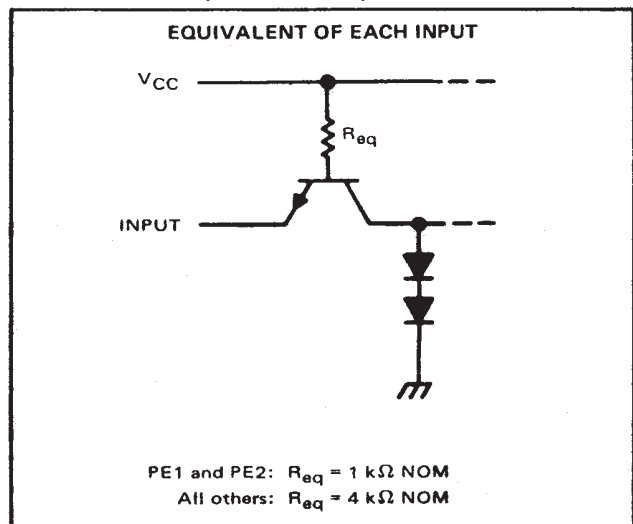 EQUIVALENT OF EACH INPUT
VCC
Req
INPUT
PE1 and PE2: Req = 1 kΩ NOM
All others: Req = 4 kΩ NOM